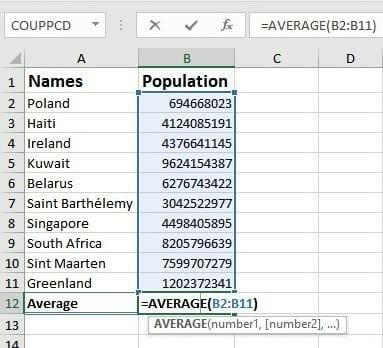 COUPPCD =AVERAGE(B2:B11)
A B C D
1 Names Population
2 Poland 694668023
3 Haiti 4124085191
4 Ireland 4376641145
5 Kuwait 9624154387
6 Belarus 6276743422
7 Saint Barthélemy 3042522977
8 Singapore 4498405895
9 South Africa 8205796639
10 Sint Maarten 7599707279
11 Greenland 1202372341
12 Average =AVERAGE(B2:B11)
13 AVERAGE(number1, [number2], ...)
14